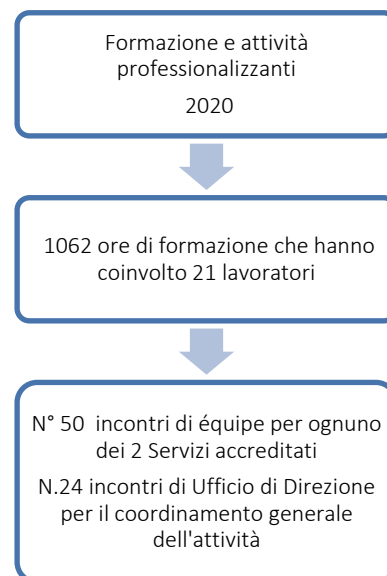 Formazione e attività
professionalizzanti
2020
1062 ore di formazione che hanno
coinvolto 21 lavoratori
N° 50  incontri di équipe per ognuno
dei 2 Servizi accreditati
N.24 incontri di Ufficio di Direzione
per il coordinamento generale
dell'attività